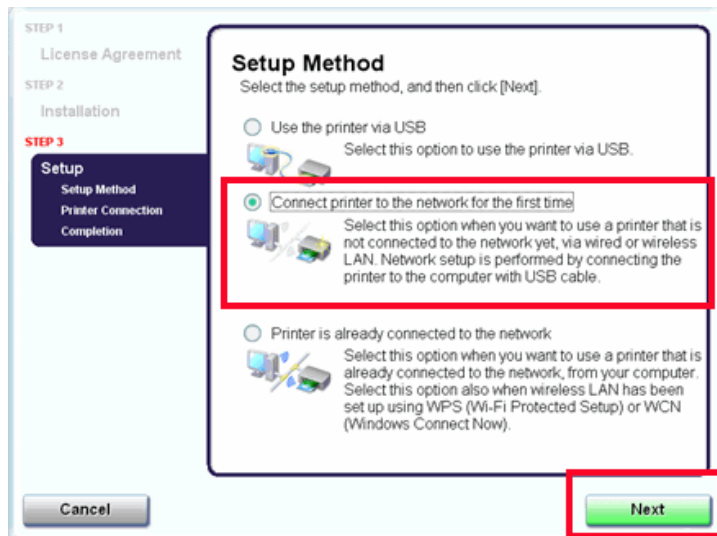 STEP 1
License Agreement
STEP 2
Installation
STEP 3
Setup
Setup Method
Printer Connection
Completion
Setup Method
Select the setup method, and then click [Next].
Use the printer via USB
Select this option to use the printer via USB.
Connect printer to the network for the first time
Select this option when you want to use a printer that is
not connected to the network yet, via wired or wireless
LAN. Network setup is performed by connecting the
printer to the computer with USB cable.
Printer is already connected to the network
Select this option when you want to use a printer that is
already connected to the network, from your computer.
Select this option also when wireless LAN has been
set up using WPS (Wi-Fi Protected Setup) or WCN
(Windows Connect Now).
Cancel
Next